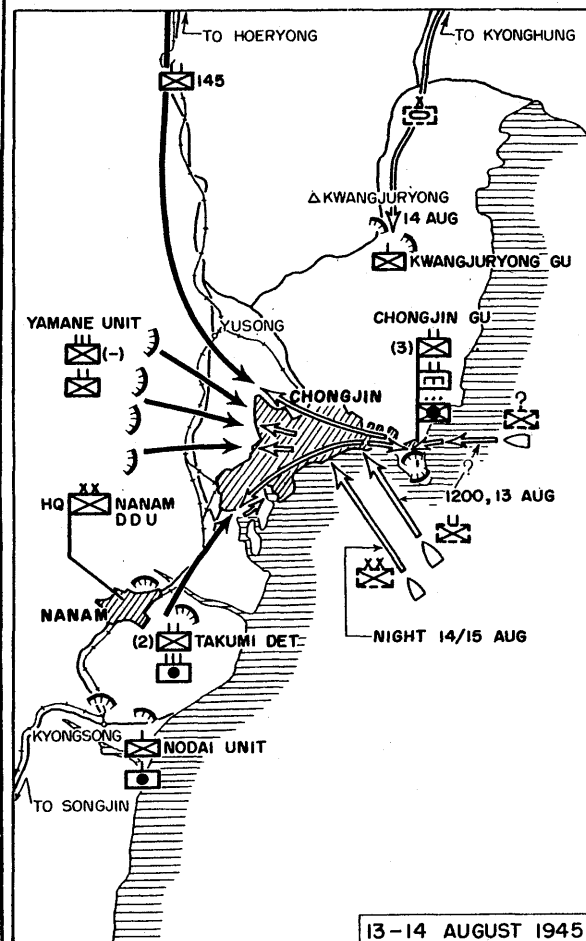 TO HOERYONG
TO KYONGHUNG
145
△KWANGJURYONG
14 AUG
KWANGJURYONG GU
YAMANE UNIT
(-)
YUSONG
CHONGJIN GU
(3)
CHONGJIN
?
?
1200, 13 AUG
HQ
XX
NANAM
DDU
U
XX
NANAM
NIGHT 14/15 AUG
(2)
TAKUMI DET.
KYONGSONG
NODAI UNIT
TO SONGJIN
13-14 AUGUST 1945